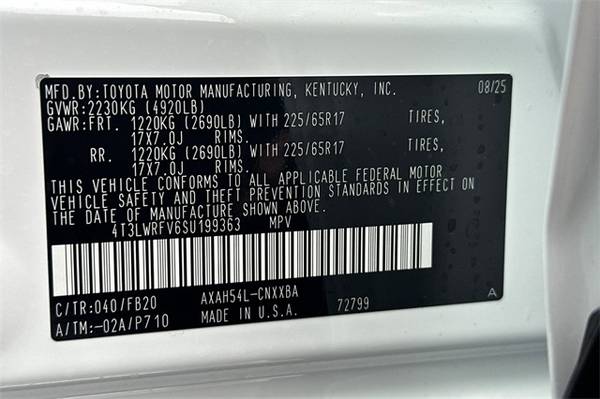 MFD.BY:TOYOTA MOTOR MANUFACTURING, KENTUCKY, INC. 08/25
GVWR:2230KG (4920LB)
GAWR:FRT. 1220KG (2690LB) WITH 225/65R17 TIRES,
17X7.0J RIMS.
RR. 1220KG (2690LB) WITH 225/65R17 TIRES,
17X7.0J RIMS.
THIS VEHICLE CONFORMS TO ALL APPLICABLE FEDERAL MOTOR
VEHICLE SAFETY AND THEFT PREVENTION STANDARDS IN EFFECT ON
THE DATE OF MANUFACTURE SHOWN ABOVE.
4T3LWRFV6SU199363 MPV
C/TR:040/FB20 AXAH54L-CNXXBA A
A/TM:-02A/P710 MADE IN U.S.A. 72799